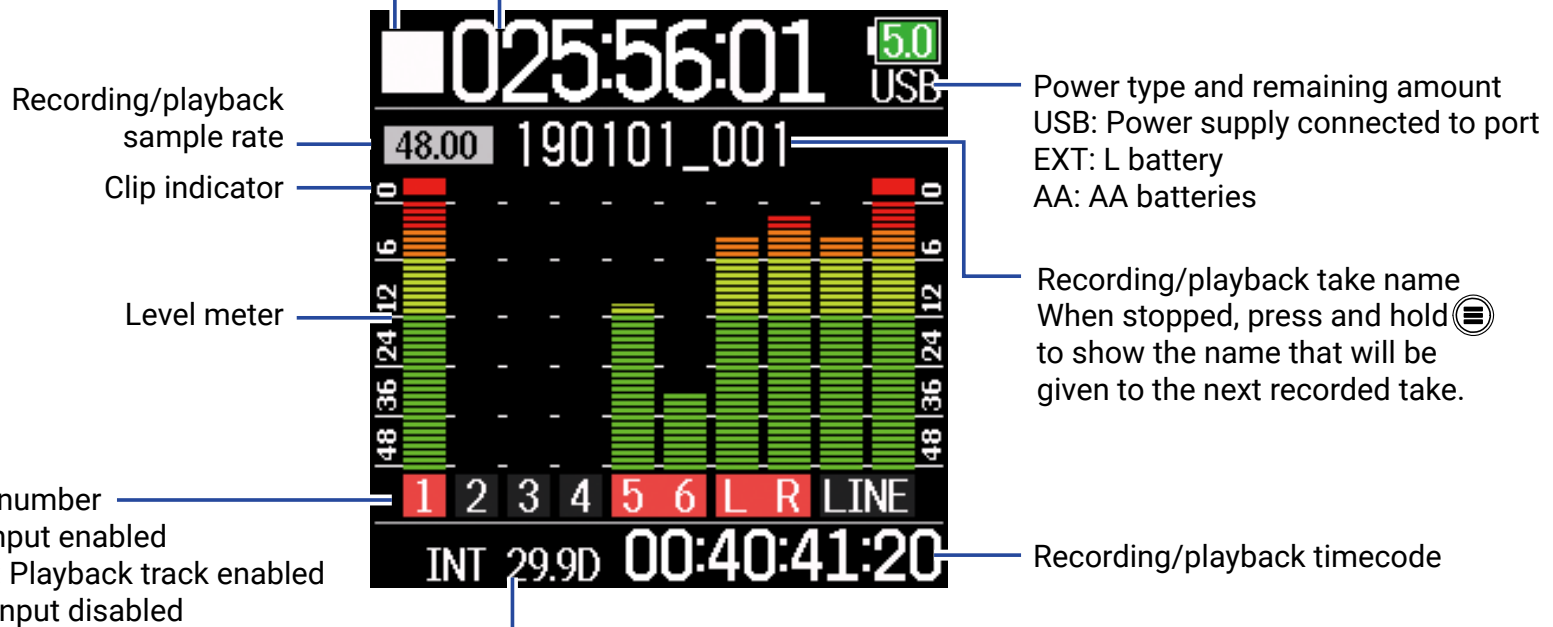 025:56:01
5.0
USB
48.00
190101_001
0
6
12
24
36
48
0
6
12
24
36
48
1 2 3 4 5 6 L R LINE
INT 29.9D 00:40:41:20
Recording/playback
sample rate
Clip indicator
Level meter
number
nput enabled
Playback track enabled
nput disabled
Power type and remaining amount
USB: Power supply connected to port
EXT: L battery
AA: AA batteries
Recording/playback take name
When stopped, press and hold
to show the name that will be
given to the next recorded take.
Recording/playback timecode